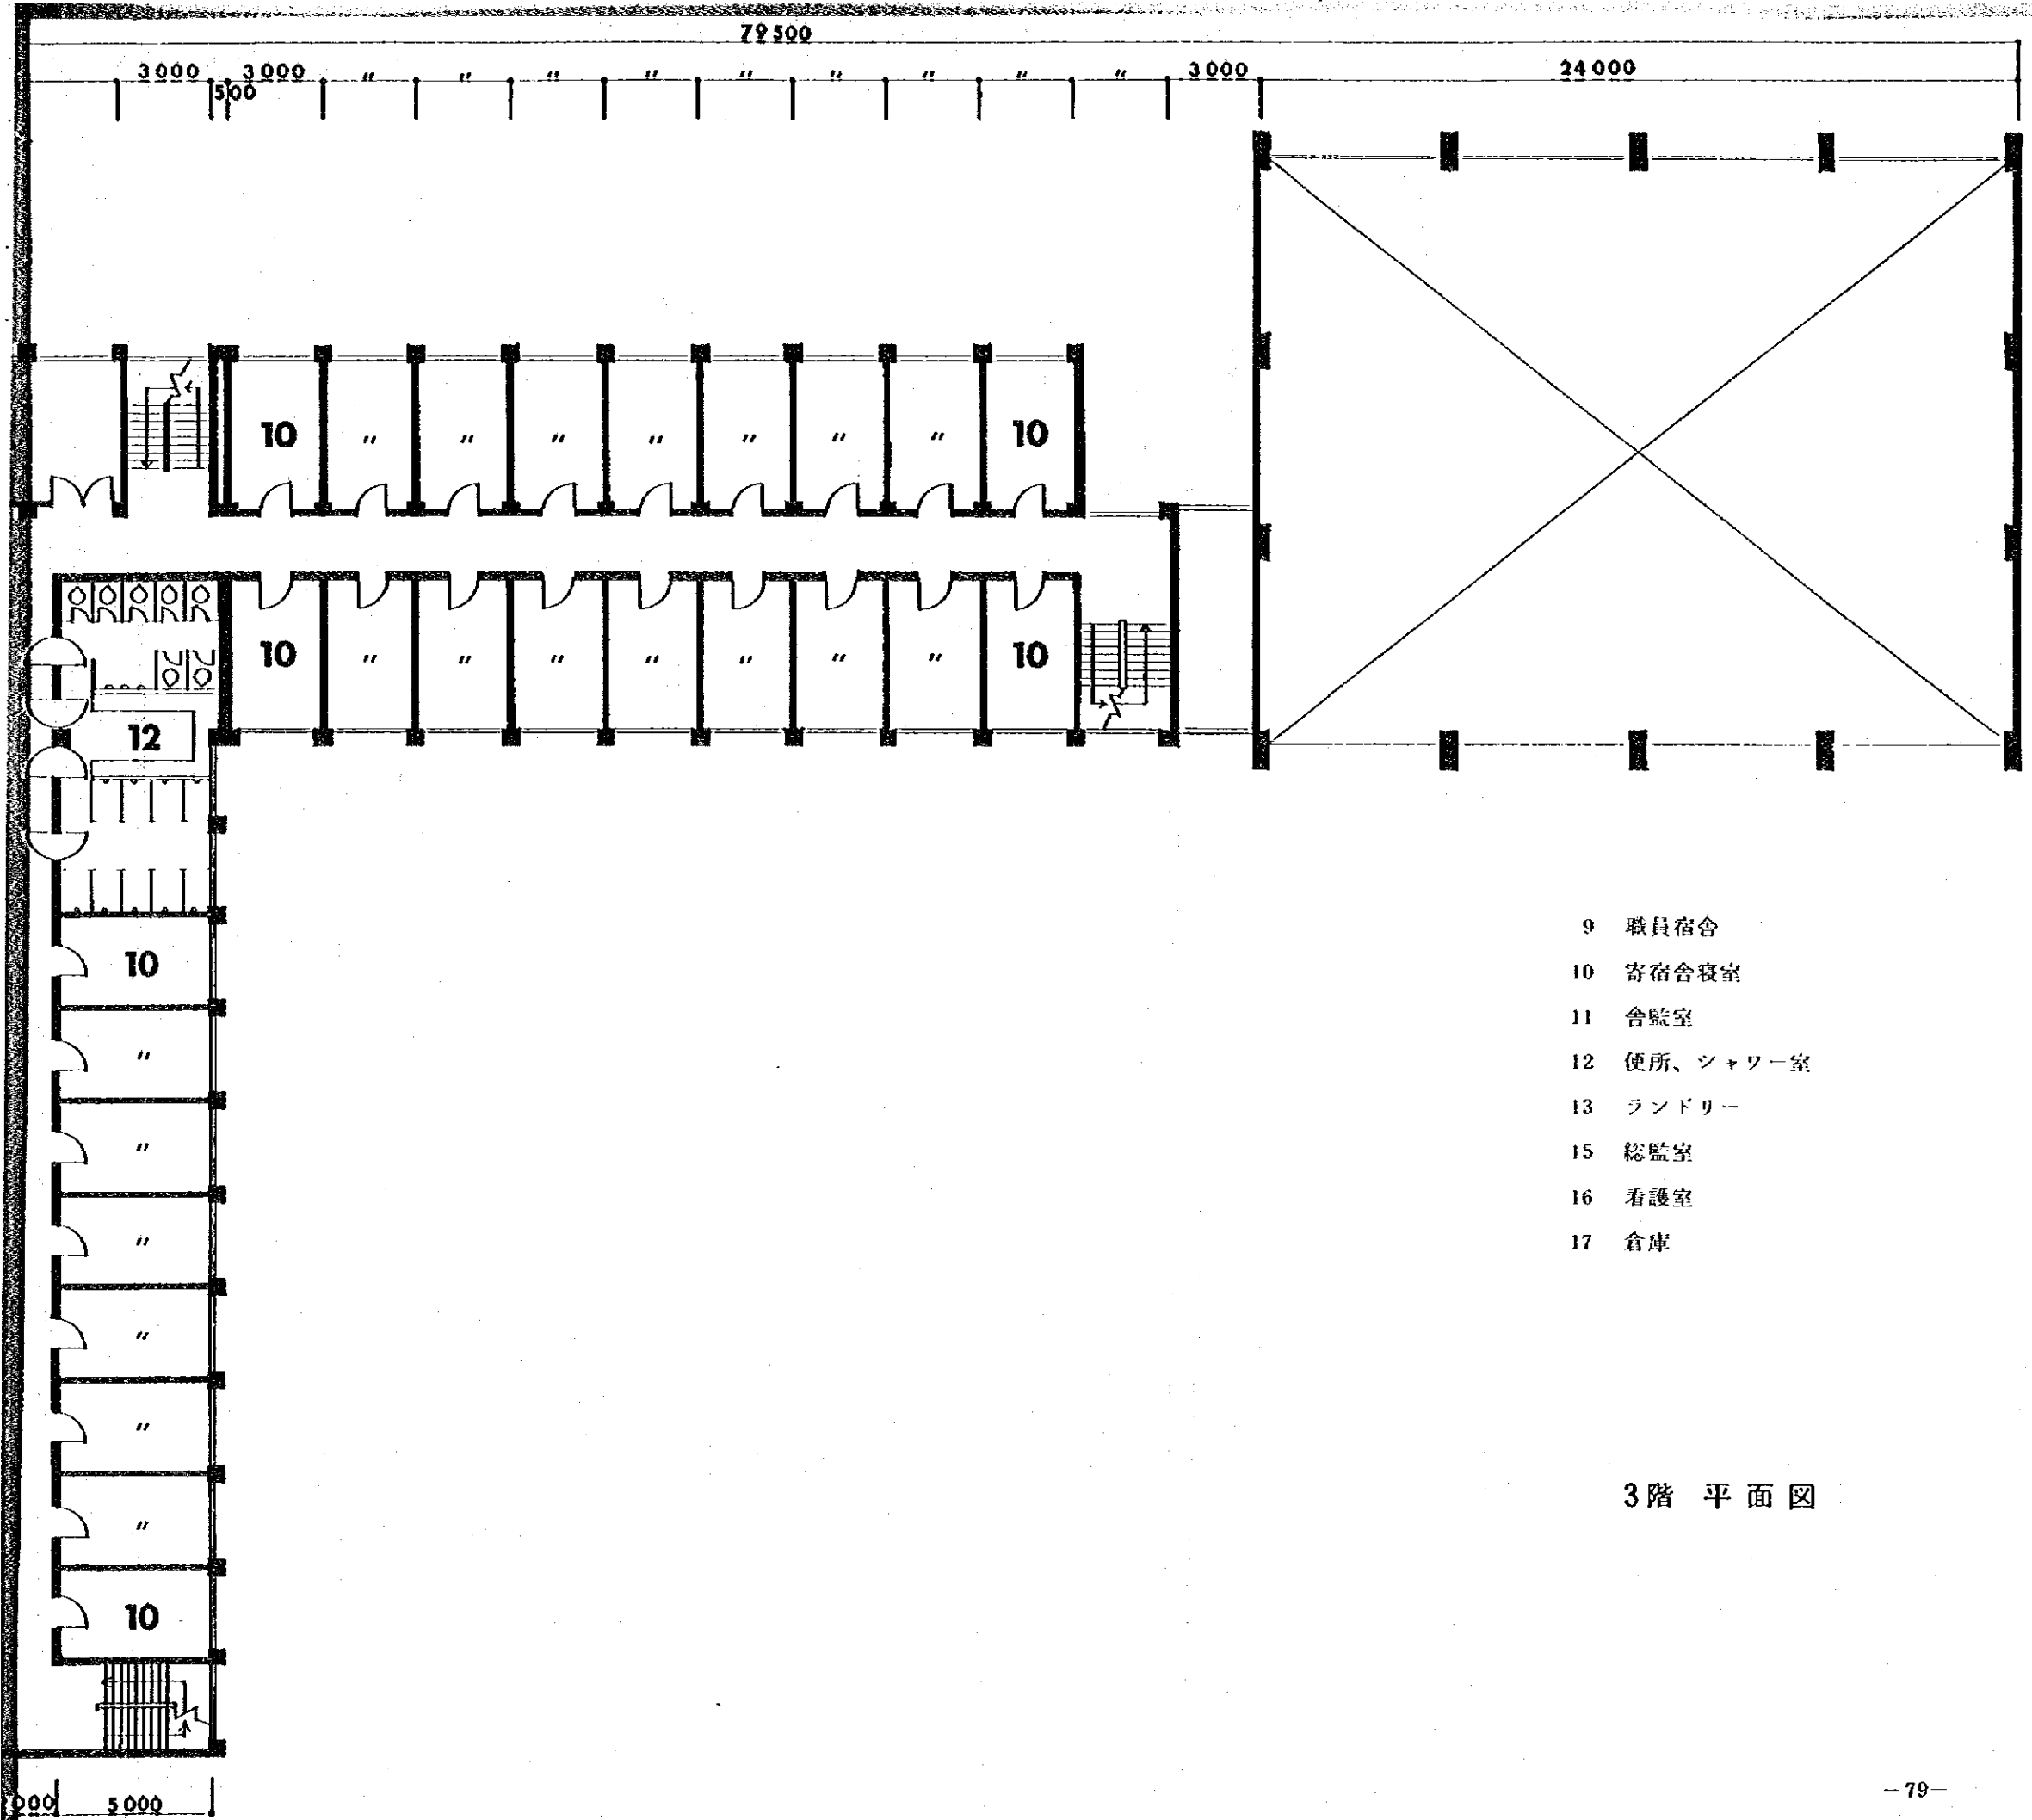 79500
3000 3000 〃 〃 〃 〃 〃 〃 〃 〃 〃 3000 24000
500
10 〃 〃 〃 〃 〃 〃 〃 10
10 〃 〃 〃 〃 〃 〃 〃 10
12
10
〃
〃
〃
〃
〃
〃
10
9 職員宿舎
10 寄宿舎寝室
11 舎監室
12 便所、シャワー室
13 ランドリー
15 総監室
16 看護室
17 倉庫
3階 平面図
5000
－79－